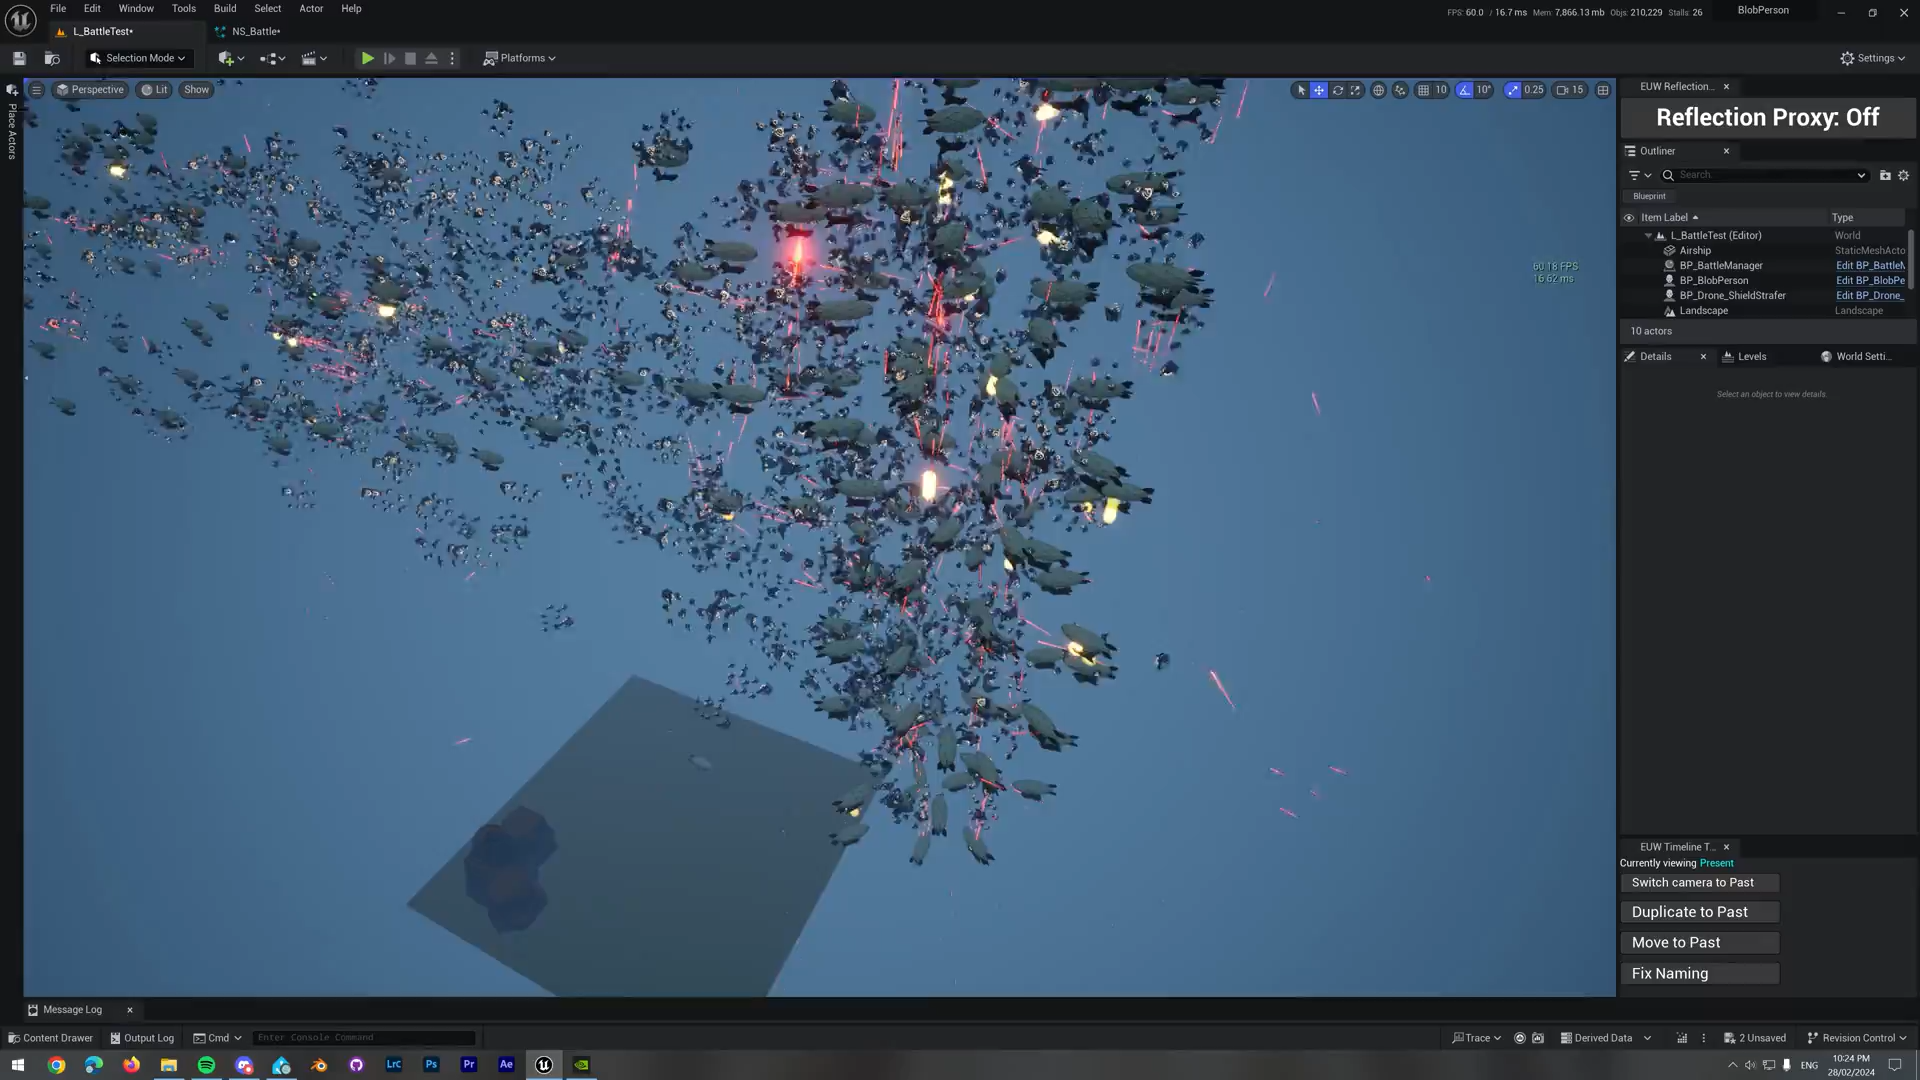 File Edit Window Tools Build Select Actor Help
FPS: 60.0 / 16.7 ms Mem: 7,866.13 mb Objs: 210,229 Stalls: 26
BlobPerson
L_BattleTest*
NS_Battle*
Selection Mode
Platforms
Settings
Place Actors
Perspective
Lit
Show
10
10°
0.25
15
60.18 FPS
16.62 ms
EUW Reflection...
Reflection Proxy: Off
Outliner
Search...
Blueprint
Item Label
Type
L_BattleTest (Editor) World
Airship StaticMeshActo
BP_BattleManager Edit BP_BattleM
BP_BlobPerson Edit BP_BlobPe
BP_Drone_ShieldStrafer Edit BP_Drone_
Landscape Landscape
10 actors
Details
Levels
World Setti...
Select an object to view details.
EUW Timeline T...
Currently viewing Present
Switch camera to Past
Duplicate to Past
Move to Past
Fix Naming
Message Log
Content Drawer
Output Log
Cmd
Enter Console Command
Trace
Derived Data
2 Unsaved
Revision Control
LrC
Ps
Pr
Ae
ENG
10:24 PM
28/02/2024